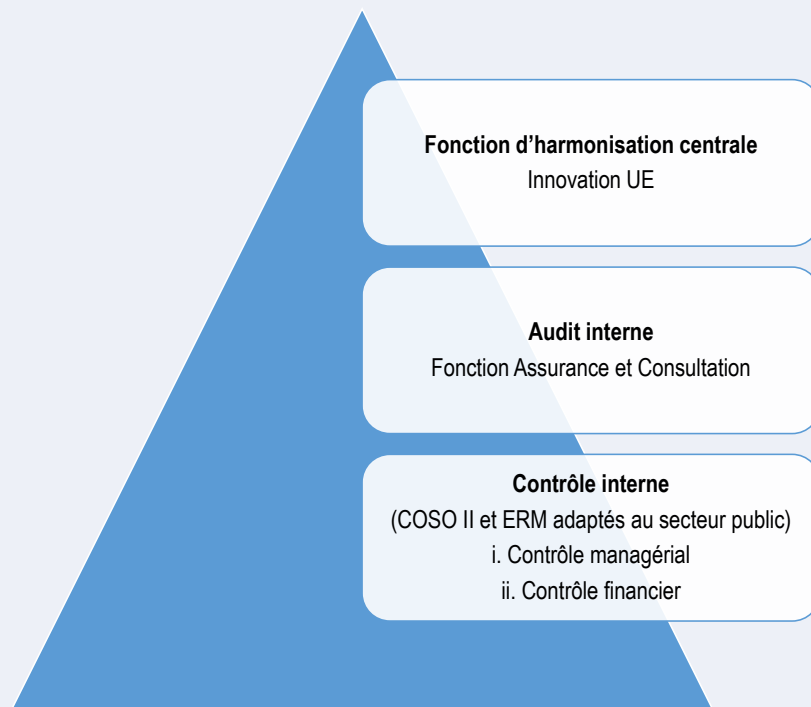 Fonction d’harmonisation centrale
Innovation UE
Audit interne
Fonction Assurance et Consultation
Contrôle interne
(COSO II et ERM adaptés au secteur public)
i. Contrôle managérial
ii. Contrôle financier